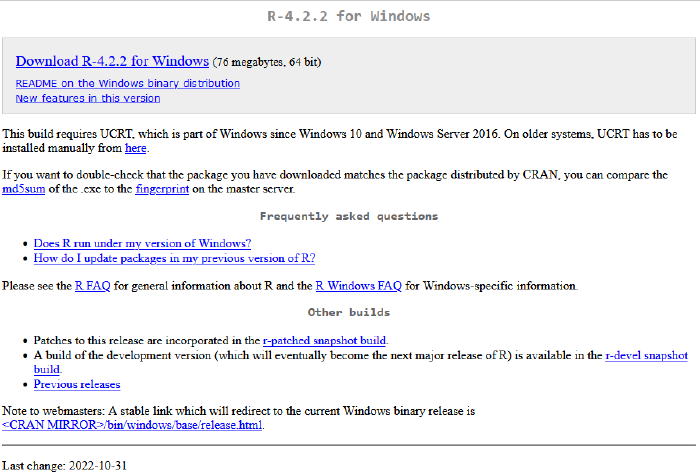 R-4.2.2 for Windows
Download R-4.2.2 for Windows (76 megabytes, 64 bit)
README on the Windows binary distribution
New features in this version
This build requires UCRT, which is part of Windows since Windows 10 and Windows Server 2016. On older systems, UCRT has to be
installed manually from here.
If you want to double-check that the package you have downloaded matches the package distributed by CRAN, you can compare the
md5sum of the .exe to the fingerprint on the master server.
Frequently asked questions
• Does R run under my version of Windows?
• How do I update packages in my previous version of R?
Please see the R FAQ for general information about R and the R Windows FAQ for Windows-specific information.
Other builds
• Patches to this release are incorporated in the r-patched snapshot build.
• A build of the development version (which will eventually become the next major release of R) is available in the r-devel snapshot
build.
• Previous releases
Note to webmasters: A stable link which will redirect to the current Windows binary release is
<CRAN MIRROR>/bin/windows/base/release.html.
Last change: 2022-10-31